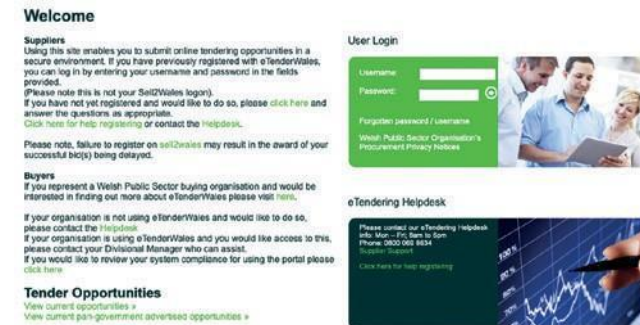 Welcome
Suppliers
Using this site enables you to submit online tendering opportunities in a
secure environment. If you have previously registered with eTenderWales,
you can log in by entering your username and password in the fields
provided.
(Please note this is not your Sell2Wales logon).
If you have not yet registered and would like to do so, please click here and
answer the questions as appropriate.
Click here for help registering or contact the Helpdesk.
Please note, failure to register on sell2wales may result in the award of your
successful bid(s) being delayed.
Buyers
If you represent a Welsh Public Sector buying organisation and would be
interested in finding out more about eTenderWales please visit here.
If your organisation is not using eTenderWales and would like to do so,
please contact the Helpdesk
If your organisation is using eTenderWales and you would like access to this,
please contact your Divisional Manager who can assist.
If you would like to review your system compliance for using the portal please
click here
Tender Opportunities
View current opportunities »
View current pan-government advertised opportunities »
User Login
Username:
Password:
Forgotten password / username
Welsh Public Sector Organisation's
Procurement Privacy Notices
eTendering Helpdesk
Please contact our eTendering Helpdesk
info: Mon – Fri; 8am to 6pm
Phone: 0800 066 9834
Supplier Support
Click here for help registering